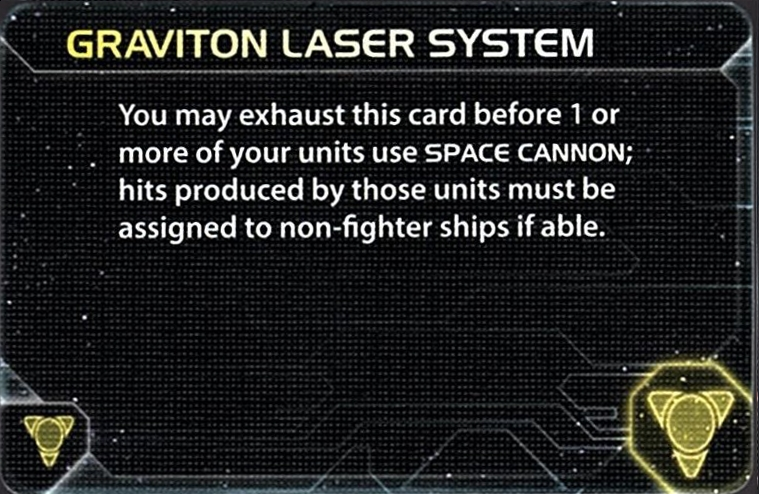 GRAVITON LASER SYSTEM
You may exhaust this card before 1 or
more of your units use SPACE CANNON;
hits produced by those units must be
assigned to non-fighter ships if able.